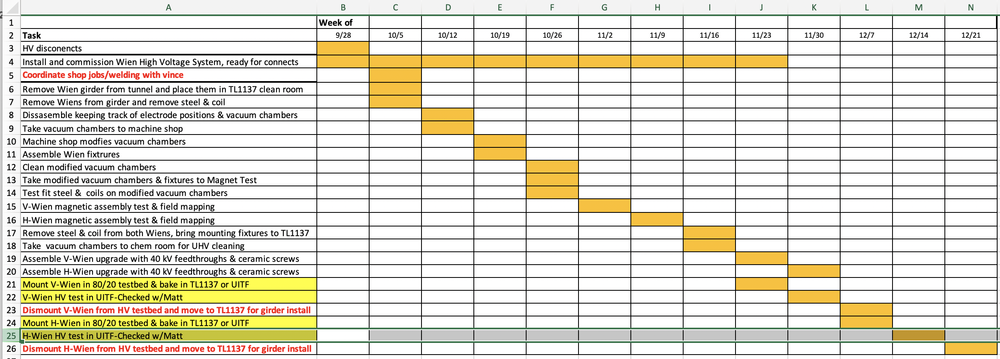 A B C D E F G H I J K L M N
1 Week of
2 Task 9/28 10/5 10/12 10/19 10/26 11/2 11/9 11/16 11/23 11/30 12/7 12/14 12/21
3 HV disconencts
4 Install and commission Wien High Voltage System, ready for connects
5 Coordinate shop jobs/welding with vince
6 Remove Wien girder from tunnel and place them in TL1137 clean room
7 Remove Wiens from girder and remove steel & coil
8 Dissasemble keeping track of electrode positions & vacuum chambers
9 Take vacuum chambers to machine shop
10 Machine shop modfies vacuum chambers
11 Assemble Wien fixtrures
12 Clean modified vacuum chambers
13 Take modified vacuum chambers & fixtures to Magnet Test
14 Test fit steel &  coils on modified vacuum chambers
15 V-Wien magnetic assembly test & field mapping
16 H-Wien magnetic assembly test & field mapping
17 Remove steel & coil from both Wiens, bring mounting fixtures to TL1137
18 Take  vacuum chambers to chem room for UHV cleaning
19 Assemble V-Wien upgrade with 40 kV feedthroughs & ceramic screws
20 Assemble H-Wien upgrade with 40 kV feedthroughs & ceramic screws
21 Mount V-Wien in 80/20 testbed & bake in TL1137 or UITF
22 V-Wien HV test in UITF-Checked w/Matt
23 Dismount V-Wien from HV testbed and move to TL1137 for girder install
24 Mount H-Wien in 80/20 testbed & bake in TL1137 or UITF
25 H-Wien HV test in UITF-Checked w/Matt
26 Dismount H-Wien from HV testbed and move to TL1137 for girder install